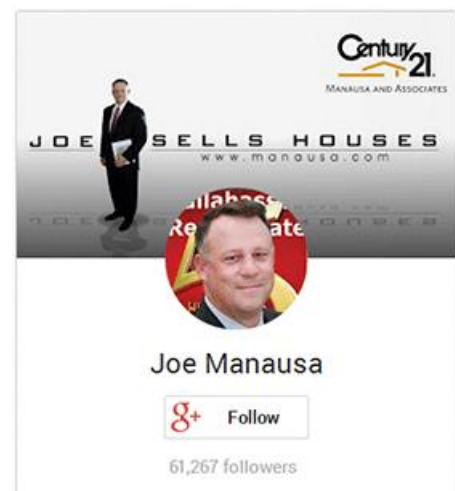 Century 21
MANAUSA AND ASSOCIATES
JOE SELLS HOUSES
www.manausa.com
Joe Manausa
g+ Follow
61,267 followers